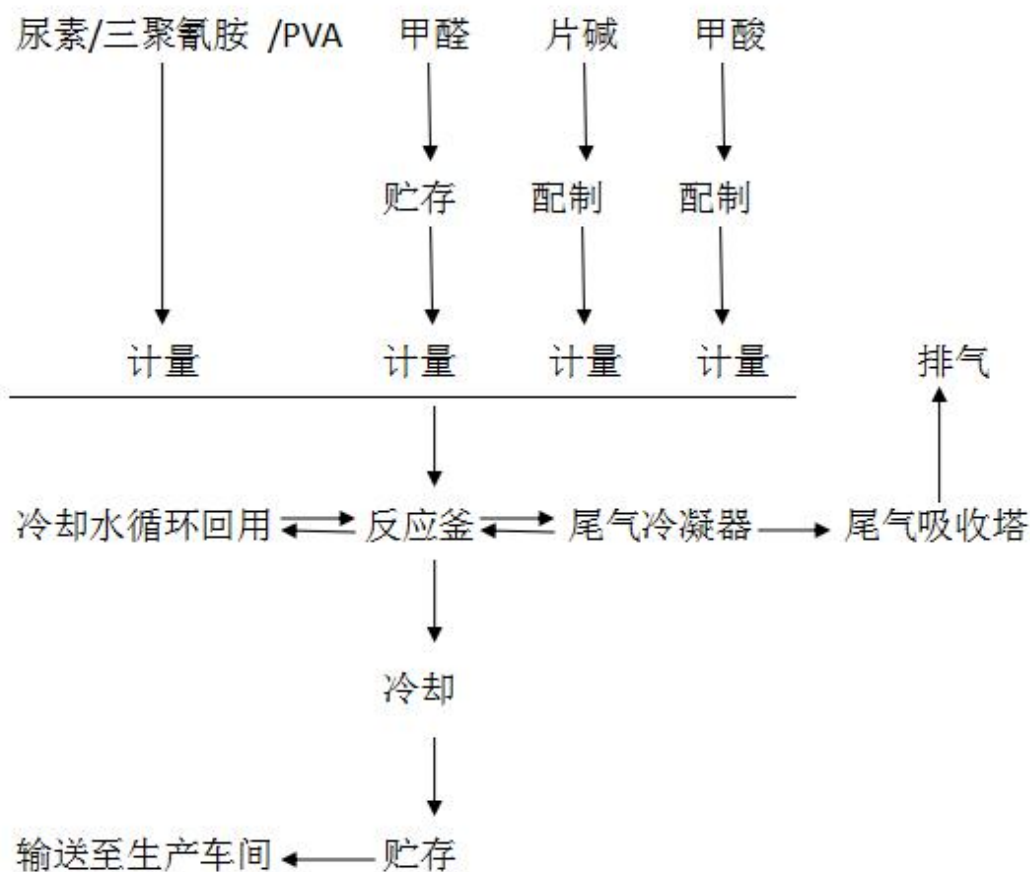 尿素/三聚氰胺 /PVA 甲醛 片碱 甲酸
贮存 配制 配制
计量 计量 计量 计量 排气
冷却水循环回用 反应釜 尾气冷凝器 尾气吸收塔
冷却
输送至生产车间 贮存